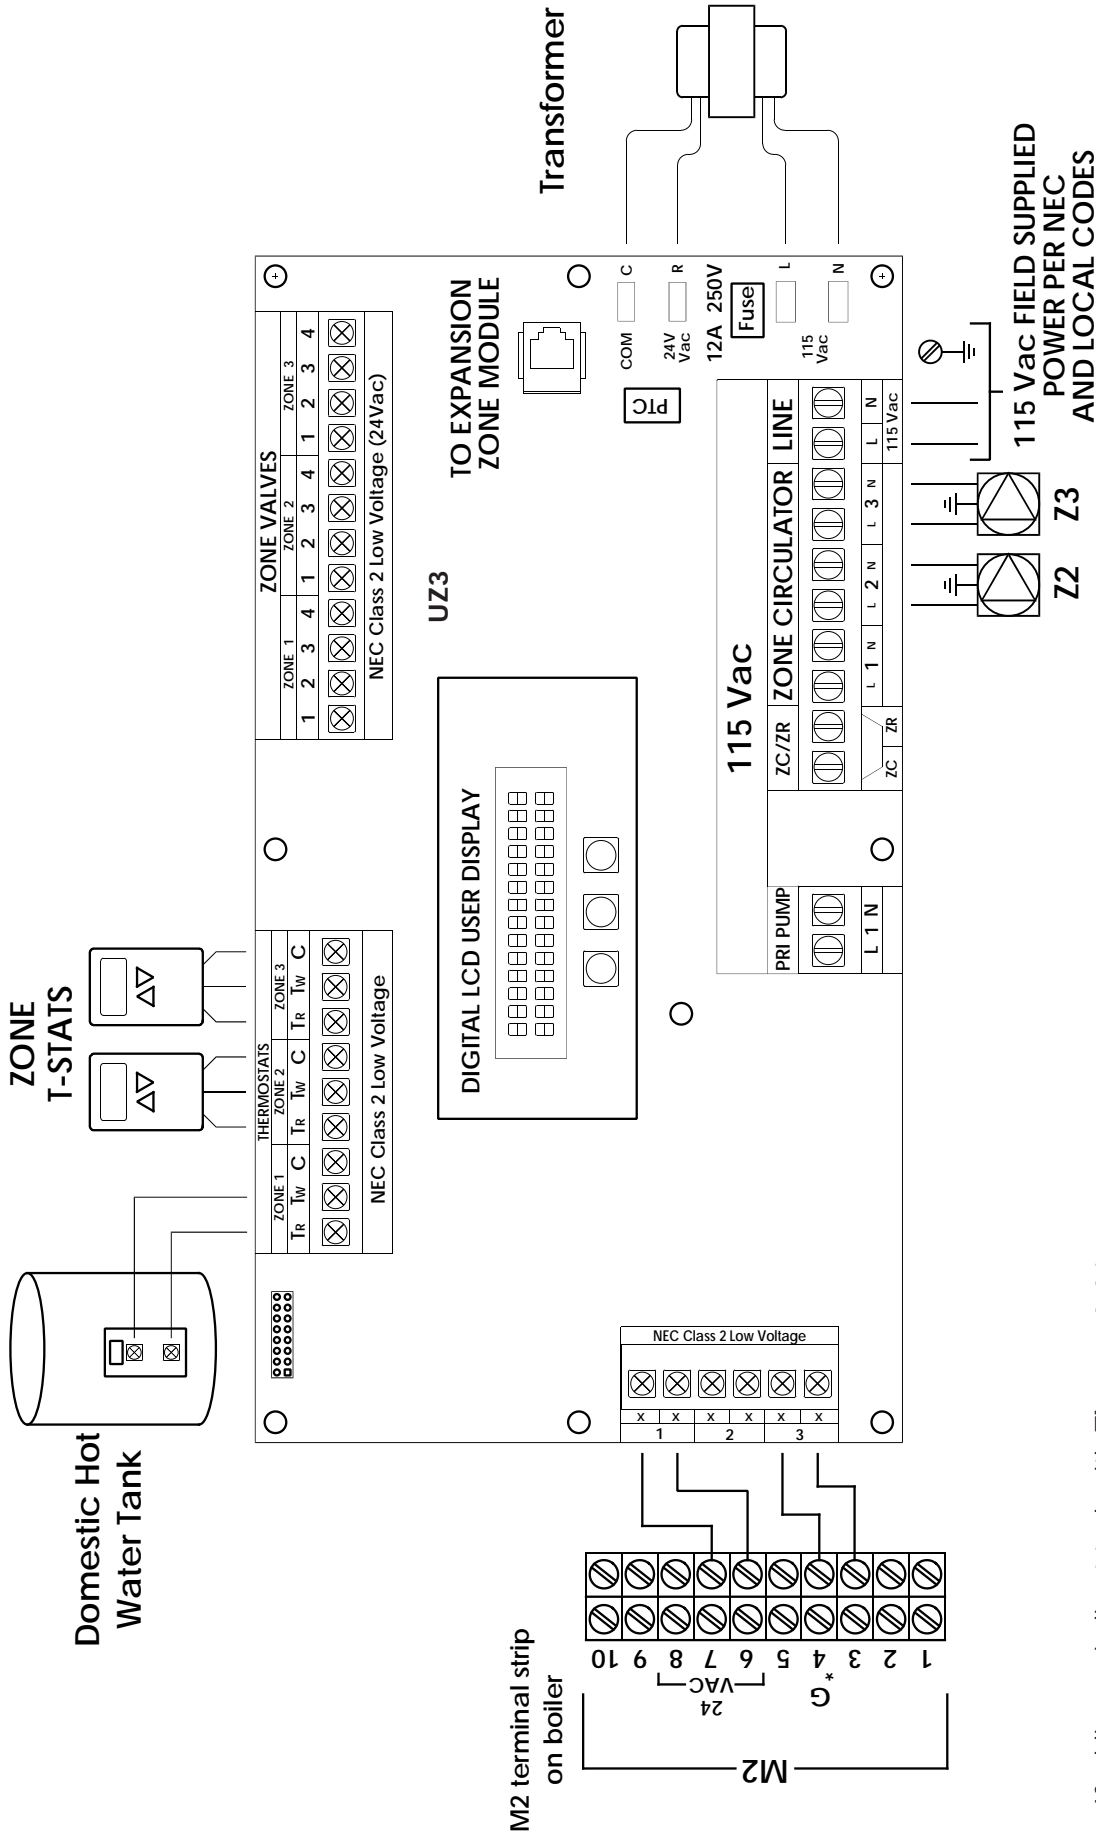 ZONE
T-STATS
Domestic Hot
Water Tank
Transformer
THERMOSTATS
ZONE 1 ZONE 2 ZONE 3
TR TW C TR TW C TR TW C
NEC Class 2 Low Voltage
ZONE VALVES
ZONE 1 ZONE 2 ZONE 3
1 2 3 4 1 2 3 4 1 2 3 4
NEC Class 2 Low Voltage (24Vac)
UZ3
TO EXPANSION
ZONE MODULE
DIGITAL LCD USER DISPLAY
COM C
24V
Vac R
PTC
12A 250V
Fuse
115
Vac
L
N
115 Vac
PRI PUMP ZC/ZR ZONE CIRCULATOR LINE
L 1 N
ZC ZR
L 1 N L 2 N L 3 N L N
115 Vac
Z2 Z3
115 Vac FIELD SUPPLIED
POWER PER NEC
AND LOCAL CODES
NEC Class 2 Low Voltage
x x x x x x
1 2 3
M2 terminal strip
on boiler
10 9 8 7 6 5 4 3 2 1
24
VAC
G*
M2